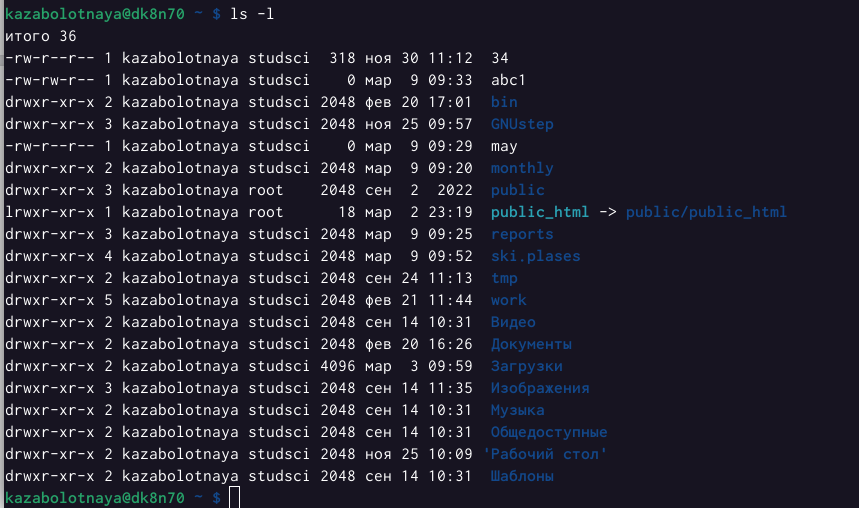 kazabolotnaya@dk8n70 ~ $ ls -l
итого 36
-rw-r--r-- 1 kazabolotnaya studsci  318 ноя 30 11:12  34
-rw-rw-r-- 1 kazabolotnaya studsci    0 мар  9 09:33  abc1
drwxr-xr-x 2 kazabolotnaya studsci 2048 фев 20 17:01  bin
drwxr-xr-x 3 kazabolotnaya studsci 2048 ноя 25 09:57  GNUstep
-rw-r--r-- 1 kazabolotnaya studsci    0 мар  9 09:29  may
drwxr-xr-x 2 kazabolotnaya studsci 2048 мар  9 09:20  monthly
drwxr-xr-x 3 kazabolotnaya root    2048 сен  2  2022  public
lrwxr-xr-x 1 kazabolotnaya root      18 мар  2 23:19  public_html -> public/public_html
drwxr-xr-x 3 kazabolotnaya studsci 2048 мар  9 09:25  reports
drwxr-xr-x 4 kazabolotnaya studsci 2048 мар  9 09:52  ski.plases
drwxr-xr-x 2 kazabolotnaya studsci 2048 сен 24 11:13  tmp
drwxr-xr-x 5 kazabolotnaya studsci 2048 фев 21 11:44  work
drwxr-xr-x 2 kazabolotnaya studsci 2048 сен 14 10:31  Видео
drwxr-xr-x 2 kazabolotnaya studsci 2048 фев 20 16:26  Документы
drwxr-xr-x 2 kazabolotnaya studsci 4096 мар  3 09:59  Загрузки
drwxr-xr-x 3 kazabolotnaya studsci 2048 сен 14 11:35  Изображения
drwxr-xr-x 2 kazabolotnaya studsci 2048 сен 14 10:31  Музыка
drwxr-xr-x 2 kazabolotnaya studsci 2048 сен 14 10:31  Общедоступные
drwxr-xr-x 2 kazabolotnaya studsci 2048 ноя 25 10:09 'Рабочий стол'
drwxr-xr-x 2 kazabolotnaya studsci 2048 сен 14 10:31  Шаблоны
kazabolotnaya@dk8n70 ~ $